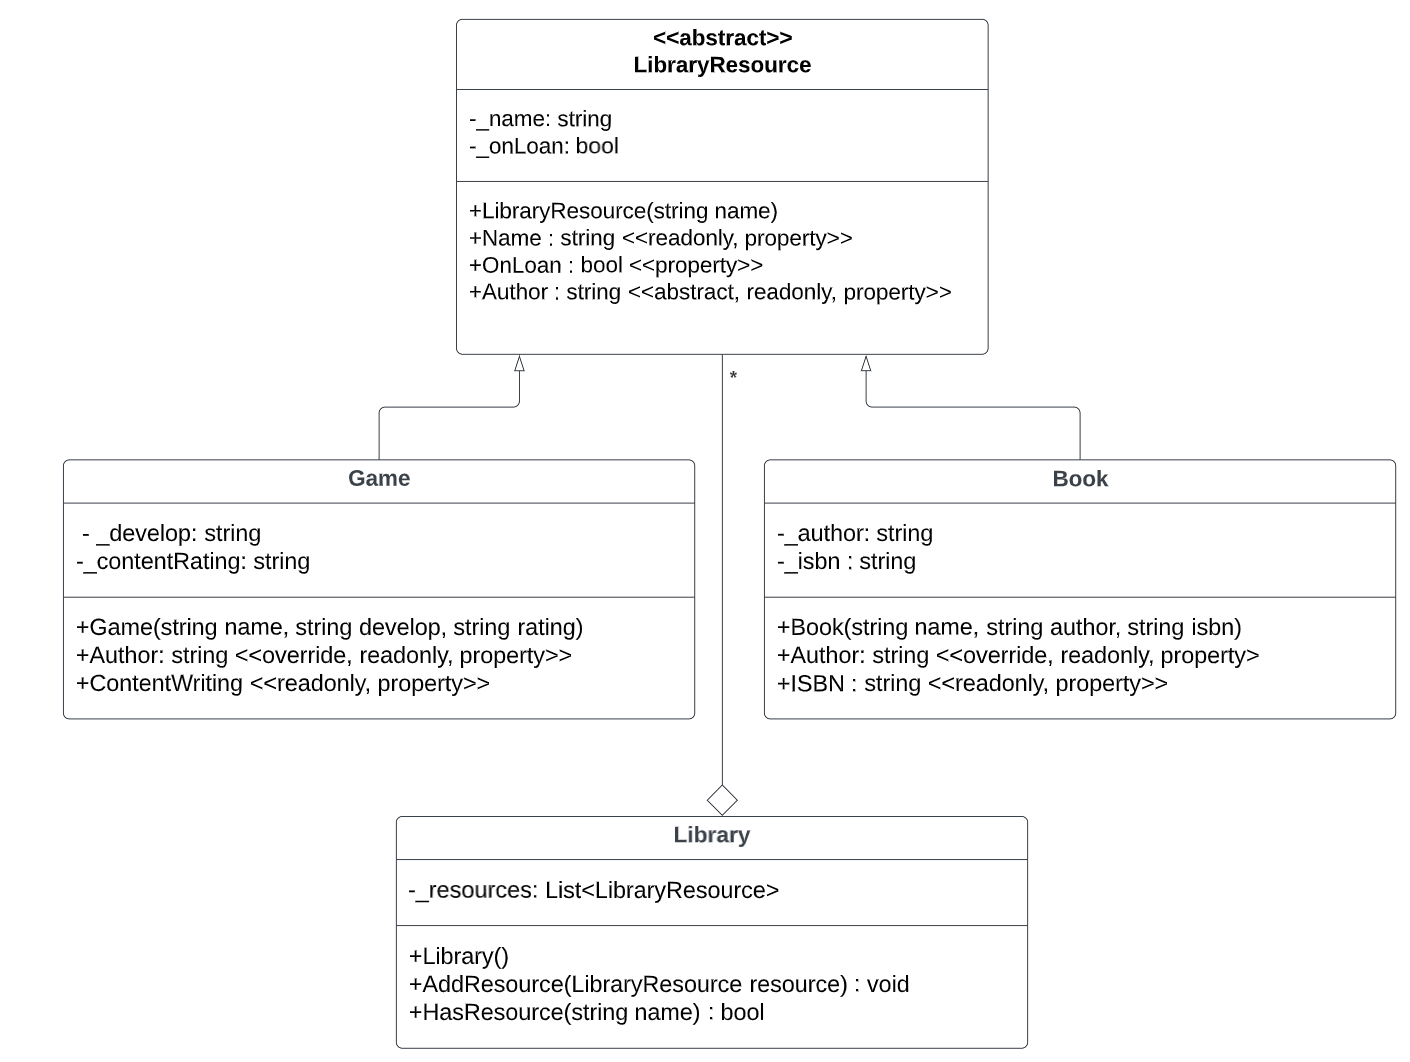 <<abstract>>
LibraryResource
-_name: string
-_onLoan: bool
+LibraryResource(string name)
+Name : string <<readonly, property>>
+OnLoan : bool <<property>>
+Author : string <<abstract, readonly, property>>
*
Game
- _develop: string
-_contentRating: string
+Game(string name, string develop, string rating)
+Author: string <<override, readonly, property>>
+ContentWriting <<readonly, property>>
Book
-_author: string
-_isbn : string
+Book(string name, string author, string isbn)
+Author: string <<override, readonly, property>
+ISBN : string <<readonly, property>>
Library
-_resources: List<LibraryResource>
+Library()
+AddResource(LibraryResource resource) : void
+HasResource(string name) : bool